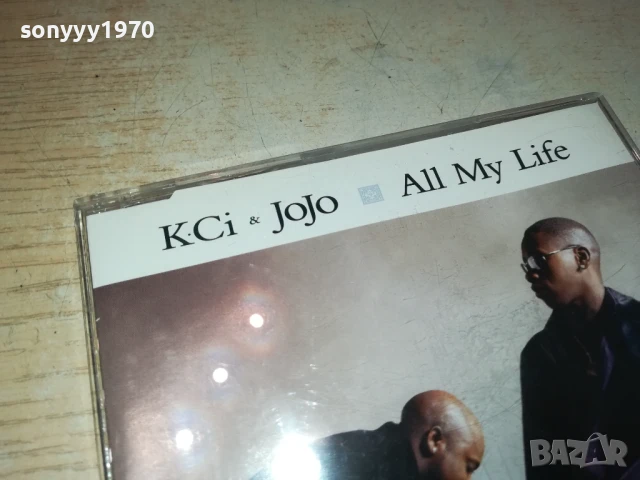 sonyyy1970
K-Ci & JoJo All My Life
BAZAR